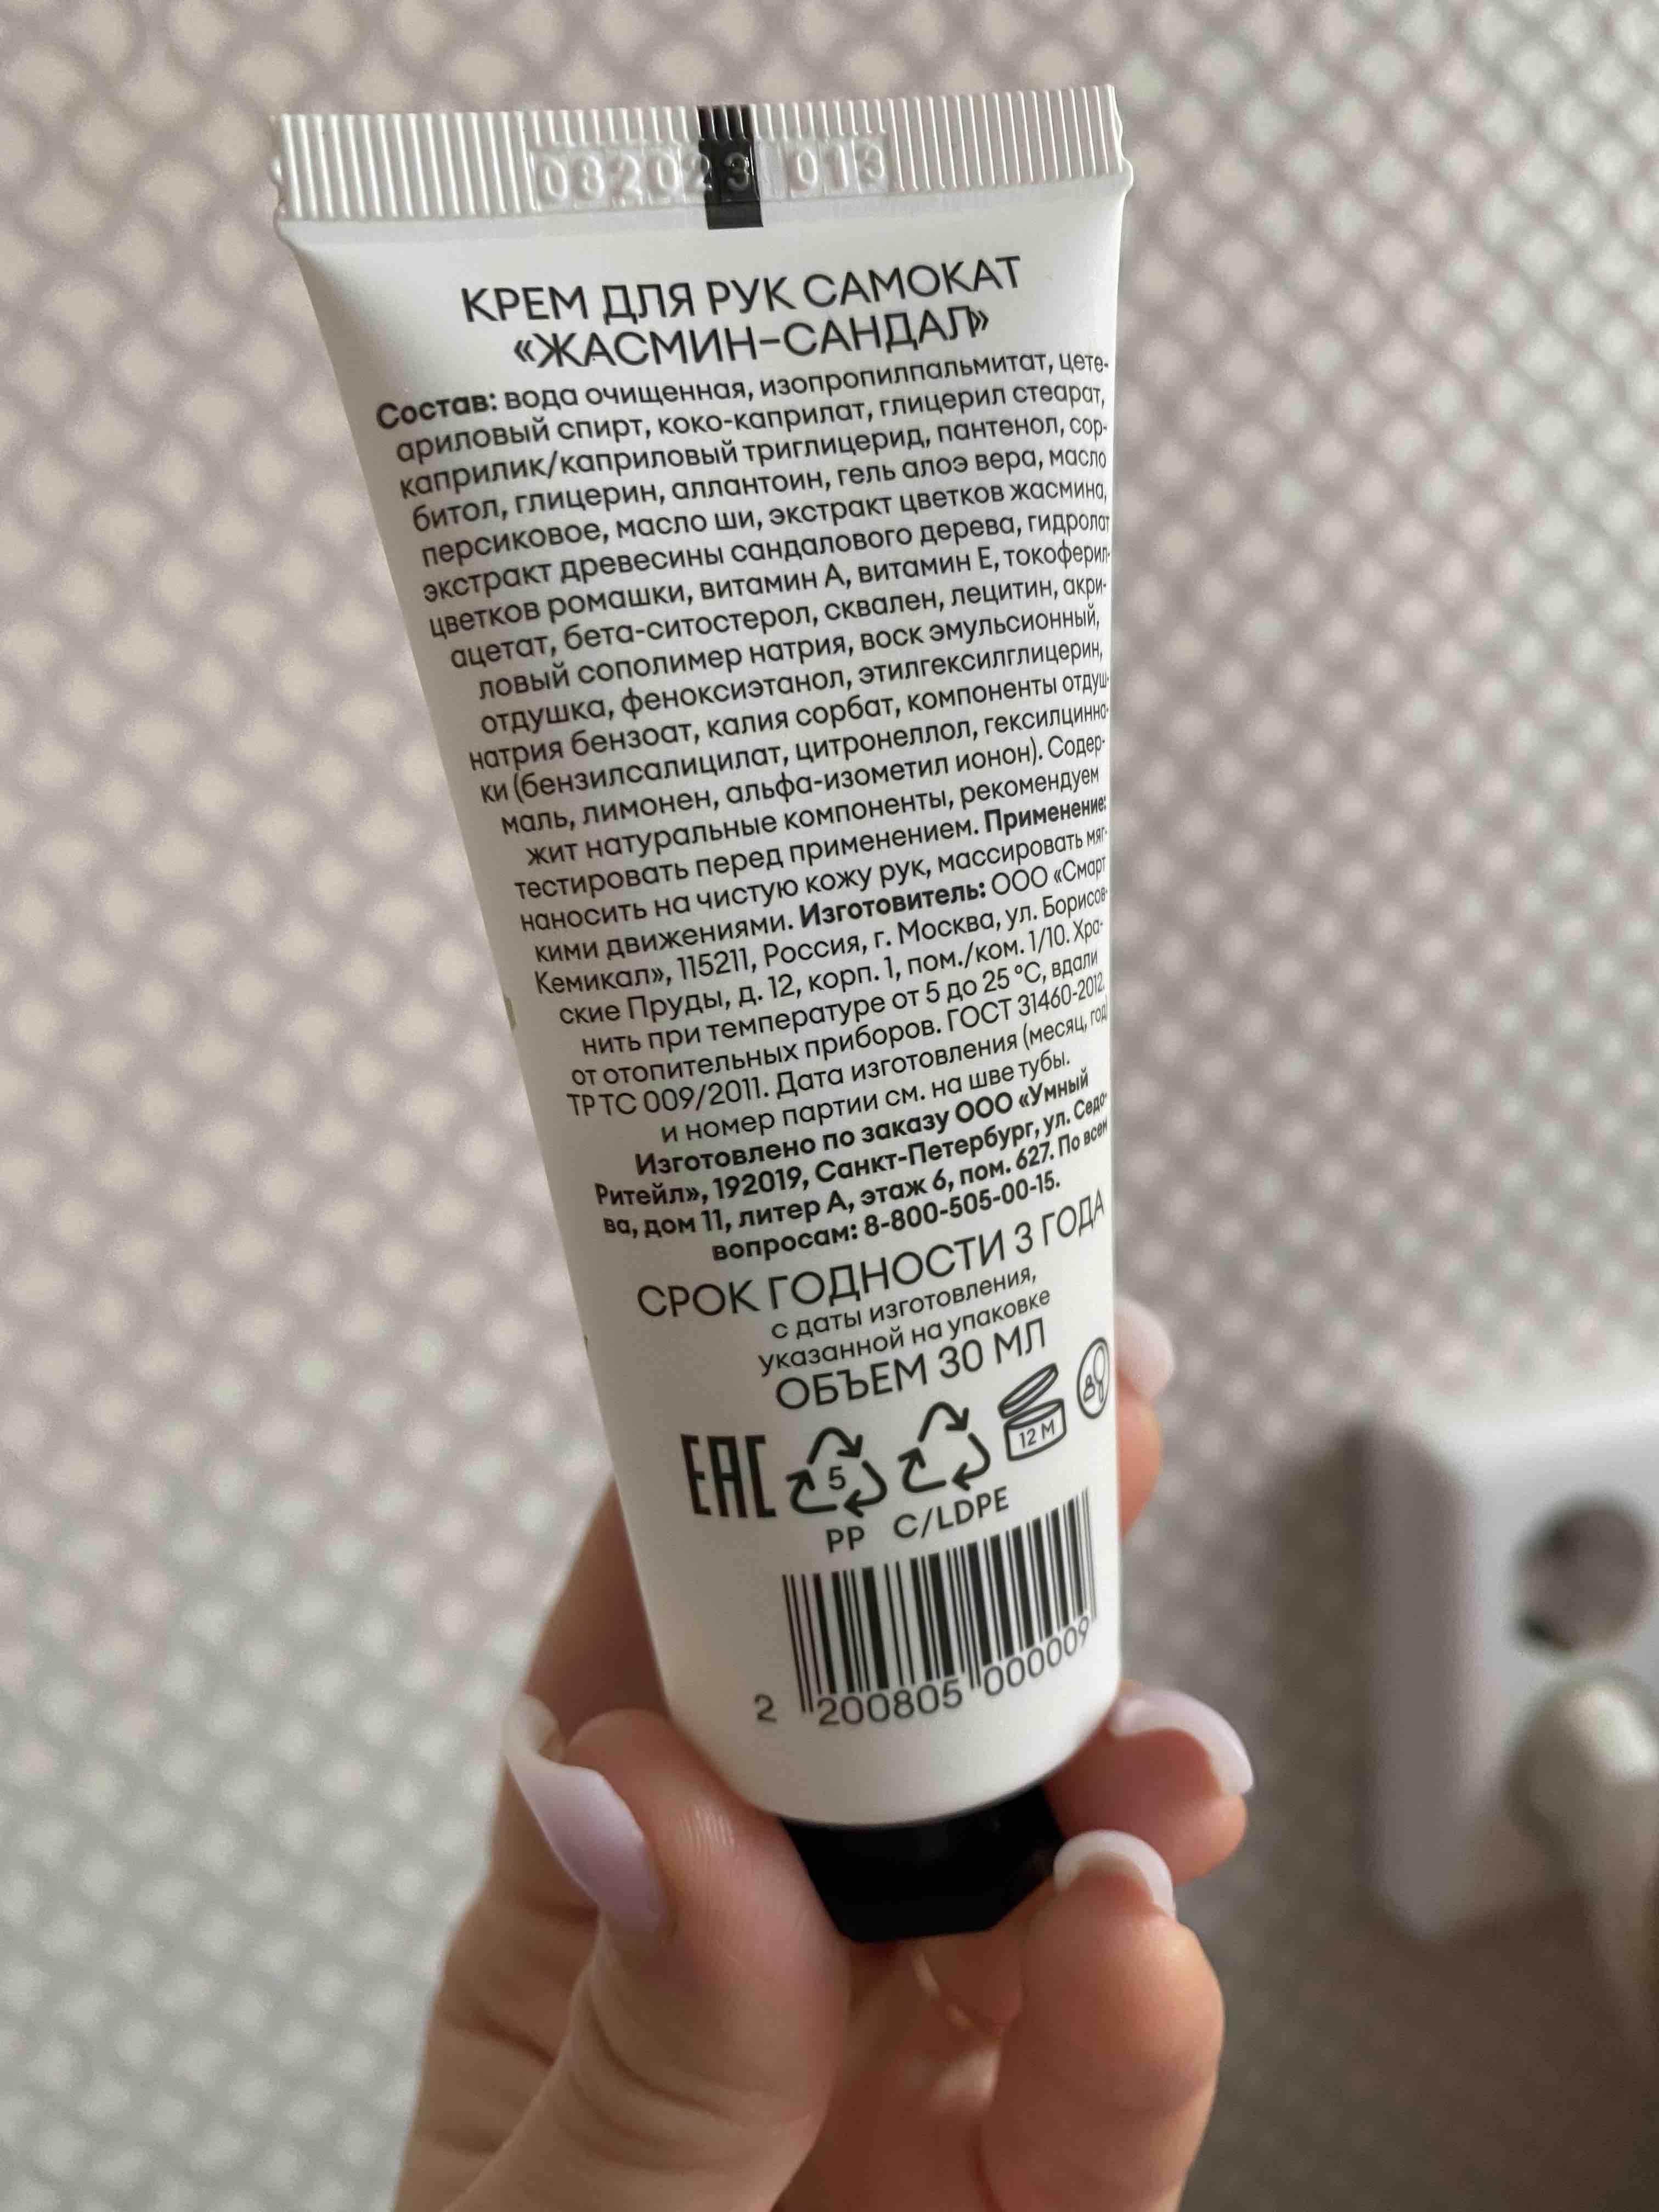 082023 013
КРЕМ ДЛЯ РУК САМОКАТ
«ЖАСМИН-САНДАЛ»
Состав: вода очищенная, изопропилпальмитат, цете-
ариловый спирт, коко-каприлат, глицерил стеарат,
каприлик/каприловый триглицерид, пантенол, сор-
битол, глицерин, аллантоин, гель алоэ вера, масло
персиковое, масло ши, экстракт цветков жасмина,
экстракт древесины сандалового дерева, гидролат
цветков ромашки, витамин А, витамин Е, токоферил-
ацетат, бета-ситостерол, сквален, лецитин, акри-
ловый сополимер натрия, воск эмульсионный,
отдушка, феноксиэтанол, этилгексилглицерин,
натрия бензоат, калия сорбат, компоненты отдуш-
ки (бензилсалицилат, цитронеллол, гексилцинно-
маль, лимонен, альфа-изометил ионон). Содер-
жит натуральные компоненты, рекомендуем
тестировать перед применением. Применение:
наносить на чистую кожу рук, массировать мяг-
кими движениями. Изготовитель: ООО «Смарт
Кемикал», 115211, Россия, г. Москва, ул. Борисов-
ские Пруды, д. 12, корп. 1, пом./ком. 1/10. Хра-
нить при температуре от 5 до 25 °С, вдали
от отопительных приборов. ГОСТ 31460-2012.
ТР ТС 009/2011. Дата изготовления (месяц, год)
и номер партии см. на шве тубы.
Изготовлено по заказу ООО «Умный
Ритейл», 192019, Санкт-Петербург, ул. Седо-
ва, дом 11, литер А, этаж 6, пом. 627. По всем
вопросам: 8-800-505-00-15.
СРОК ГОДНОСТИ 3 ГОДА
с даты изготовления,
указанной на упаковке
ОБЪЕМ 30 МЛ
EAC 5 12 M
PP C/LDPE
2 200805 000009